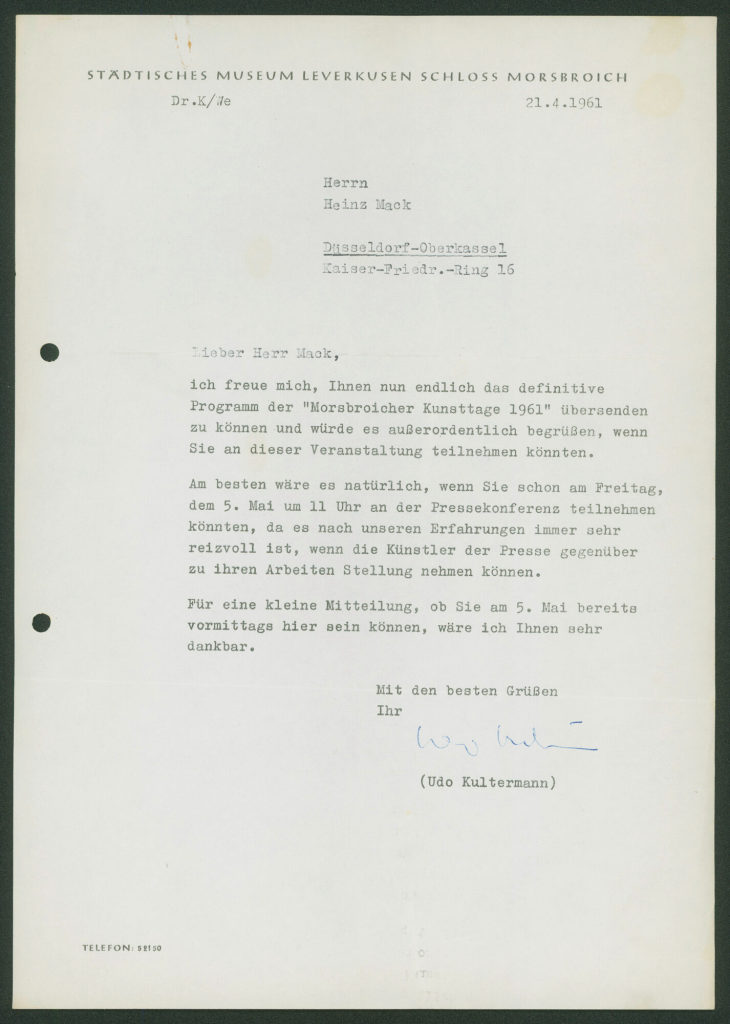 STÄDTISCHES MUSEUM LEVERKUSEN SCHLOSS MORSBROICH
Dr.K/We 21.4.1961
Herrn
Heinz Mack
Düsseldorf-Oberkassel
Kaiser-Friedr.-Ring 16
Lieber Herr Mack,
ich freue mich, Ihnen nun endlich das definitive
Programm der "Morsbroicher Kunsttage 1961" übersenden
zu können und würde es außerordentlich begrüßen, wenn
Sie an dieser Veranstaltung teilnehmen könnten.
Am besten wäre es natürlich, wenn Sie schon am Freitag,
dem 5. Mai um 11 Uhr an der Pressekonferenz teilnehmen
könnten, da es nach unseren Erfahrungen immer sehr
reizvoll ist, wenn die Künstler der Presse gegenüber
zu ihren Arbeiten Stellung nehmen können.
Für eine kleine Mitteilung, ob Sie am 5. Mai bereits
vormittags hier sein können, wäre ich Ihnen sehr
dankbar.
Mit den besten Grüßen
Ihr
(Udo Kultermann)
TELEFON: 52150